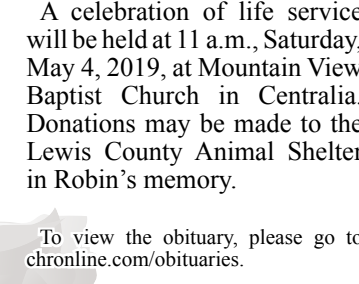 A celebration of life service
will be held at 11 a.m., Saturday,
May 4, 2019, at Mountain View
Baptist Church in Centralia.
Donations may be made to the
Lewis County Animal Shelter
in Robin’s memory.
To view the obituary, please go to
chronline.com/obituaries.